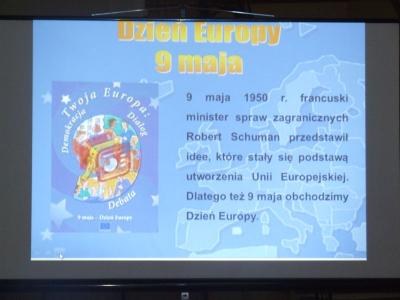 Dzień Europy
9 maja
Twoja Europa:
Demokracja
Dialog
Debata
9 maja - Dzień Europy
9 maja 1950 r. francuski
minister spraw zagranicznych
Robert Schuman przedstawił
idee, które stały się podstawą
utworzenia Unii Europejskiej.
Dlatego też 9 maja obchodzimy
Dzień Europy.